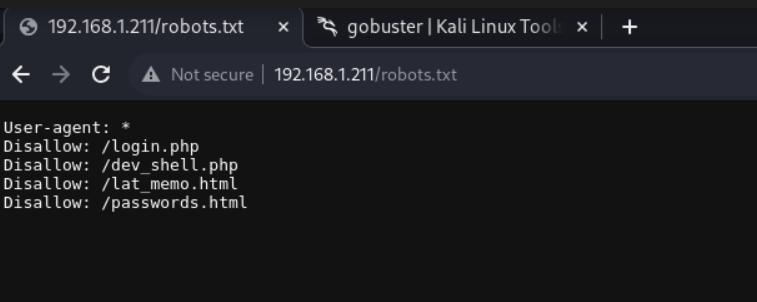 192.168.1.211/robots.txt
gobuster | Kali Linux Tools
Not secure
192.168.1.211/robots.txt
User-agent: *
Disallow: /login.php
Disallow: /dev_shell.php
Disallow: /lat_memo.html
Disallow: /passwords.html